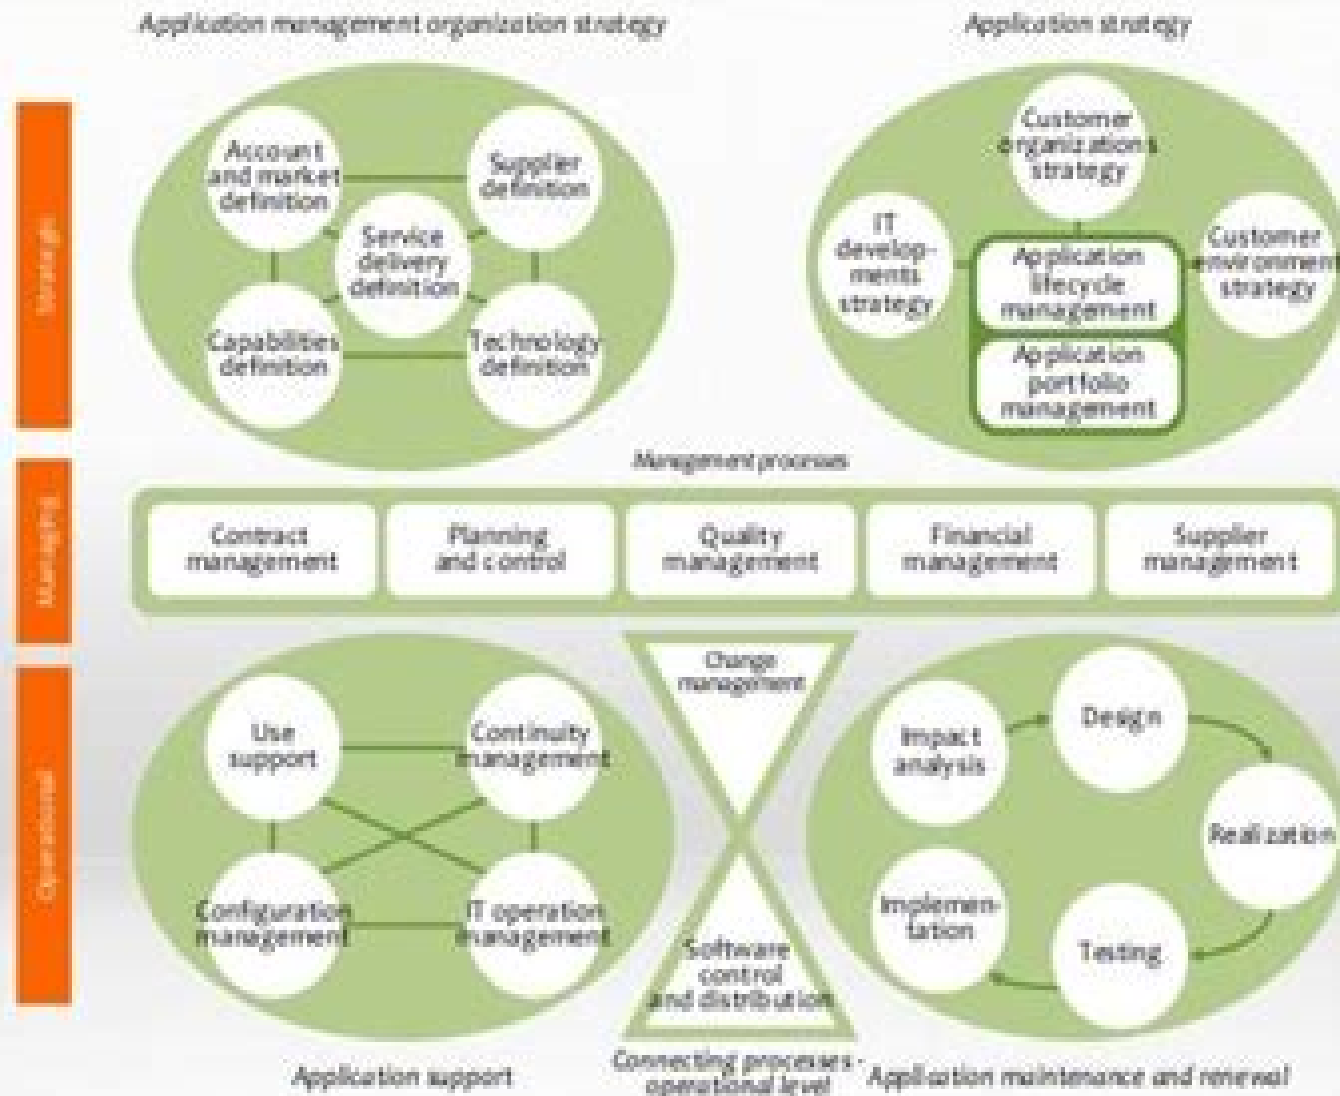 Application management organization strategy
Application strategy
Strategic
Account
and market
definition
Supplier
definition
Service
delivery
definition
Capabilities
definition
Technology
definition
Customer
organizations
strategy
IT
develop-
ments
strategy
Customer
environment
strategy
Application
lifecycle
management
Application
portfolio
management
Management processes
Managing
Contract
management
Planning
and control
Quality
management
Financial
management
Supplier
management
Operational
Use
support
Continuity
management
Configuration
management
IT operation
management
Change
management
Software
control
and distribution
Impact
analysis
Design
Realization
Testing
Implemen-
tation
Application support
Connecting processes -
operational level
Application maintenance and renewal